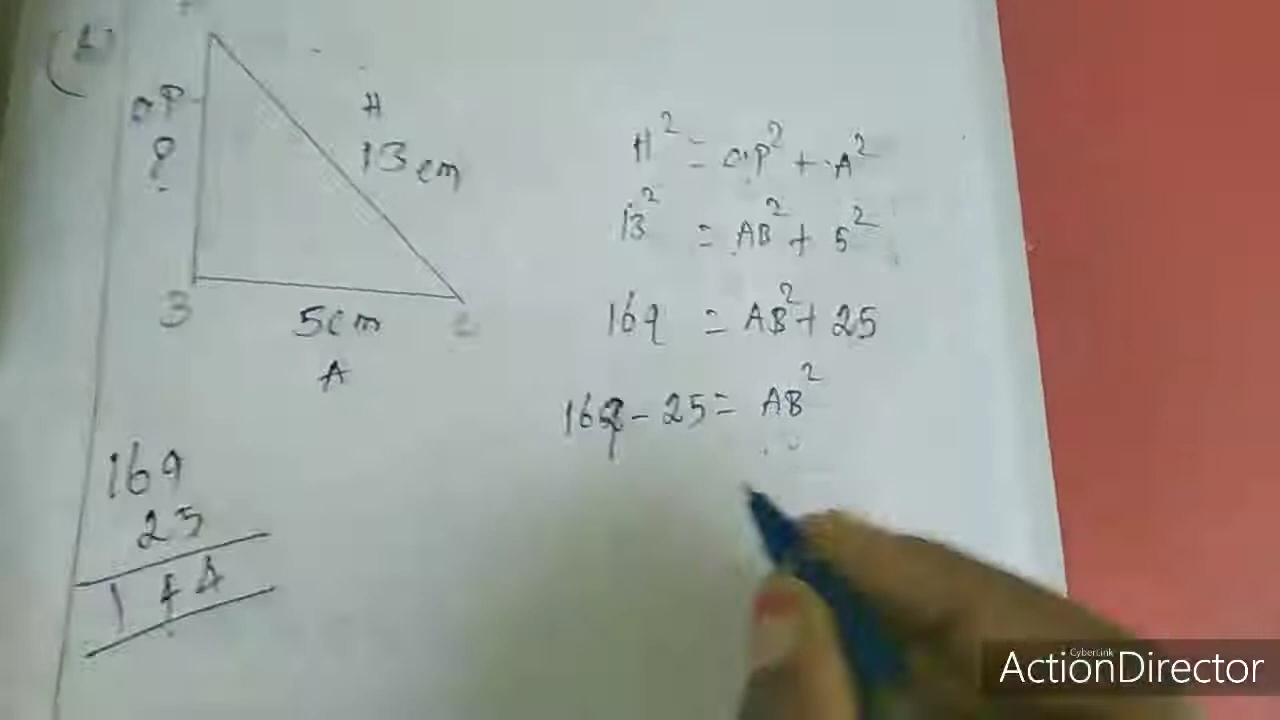 OP
H
?
13 cm
5cm
A
H² = OP² + A²
13² = AB² + 5²
169 = AB² + 25
169 - 25 = AB²
169
25
144
CyberLink
ActionDirector